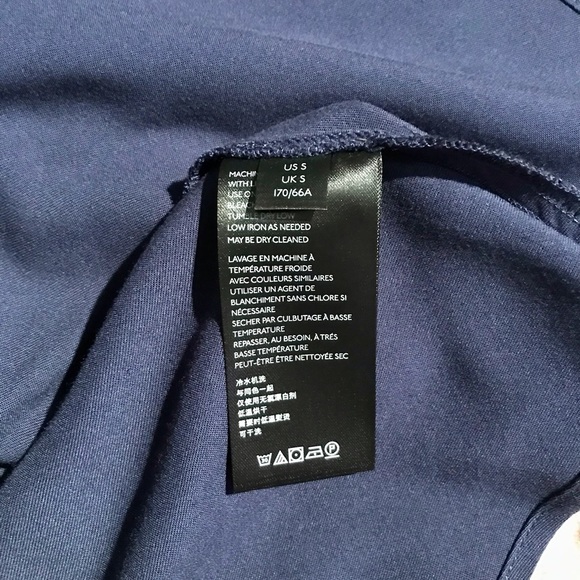 US S
UK S
170/66A
MACHIN
WITH L
USE O
BLEA
TUMBLE DRY LOW
LOW IRON AS NEEDED
MAY BE DRY CLEANED
LAVAGE EN MACHINE À
TEMPÉRATURE FROIDE
AVEC COULEURS SIMILAIRES
UTILISER UN AGENT DE
BLANCHIMENT SANS CHLORE SI
NÉCESSAIRE
SECHER PAR CULBUTAGE À BASSE
TEMPERATURE
REPASSER, AU BESOIN, À TRÉS
BASSE TEMPÉRATURE
PEUT-ÊTRE ÊTRE NETTOYÉE SEC
冷水机洗
与同色一起
仅使用无氯漂白剂
低温烘干
需要时低温熨烫
可干洗